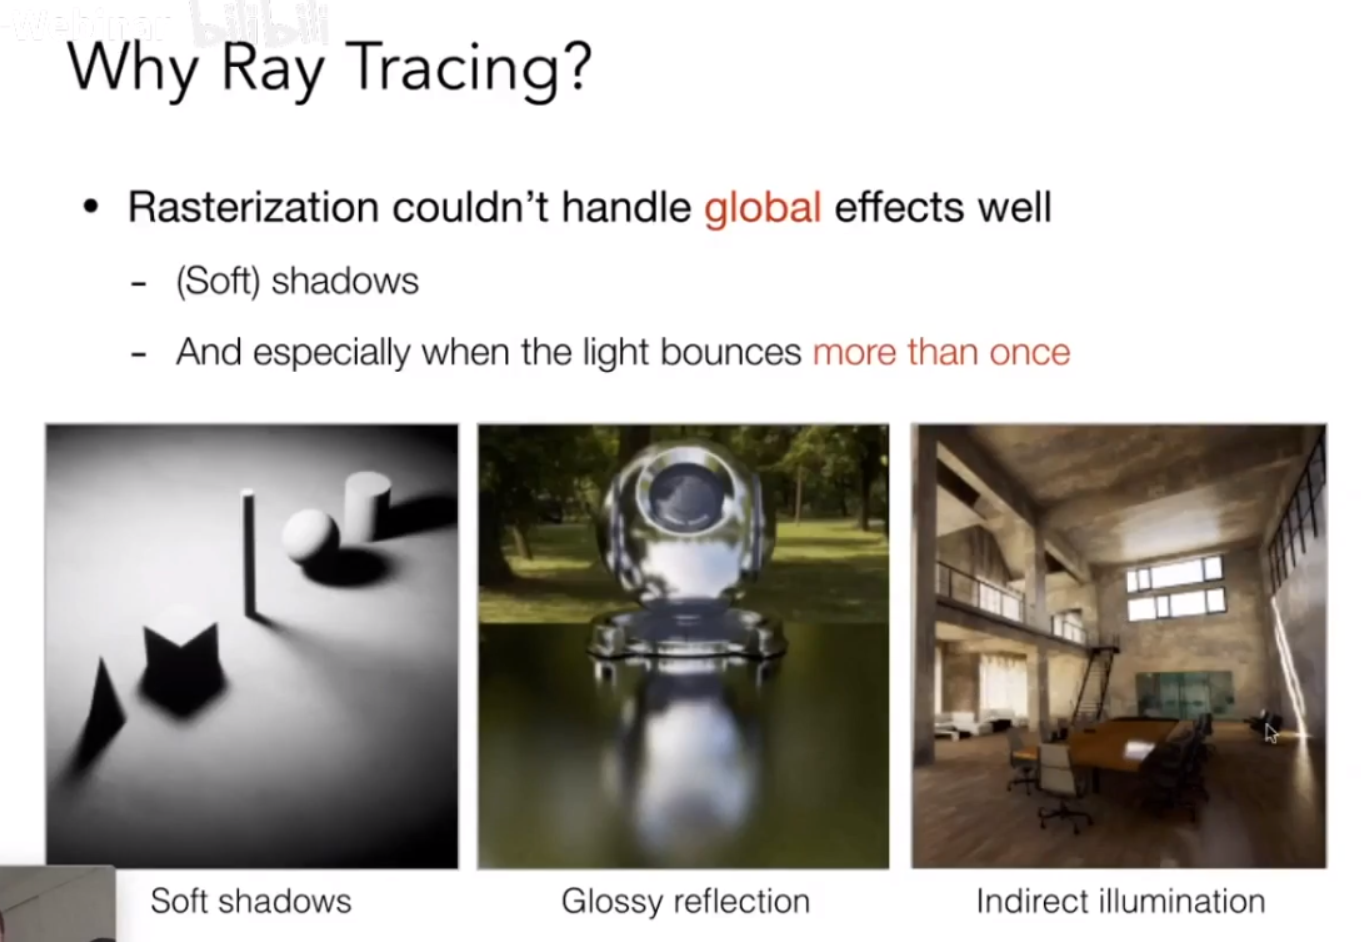 Webinar bilibili
Why Ray Tracing?
• Rasterization couldn't handle global effects well
- (Soft) shadows
- And especially when the light bounces more than once
Soft shadows
Glossy reflection
Indirect illumination